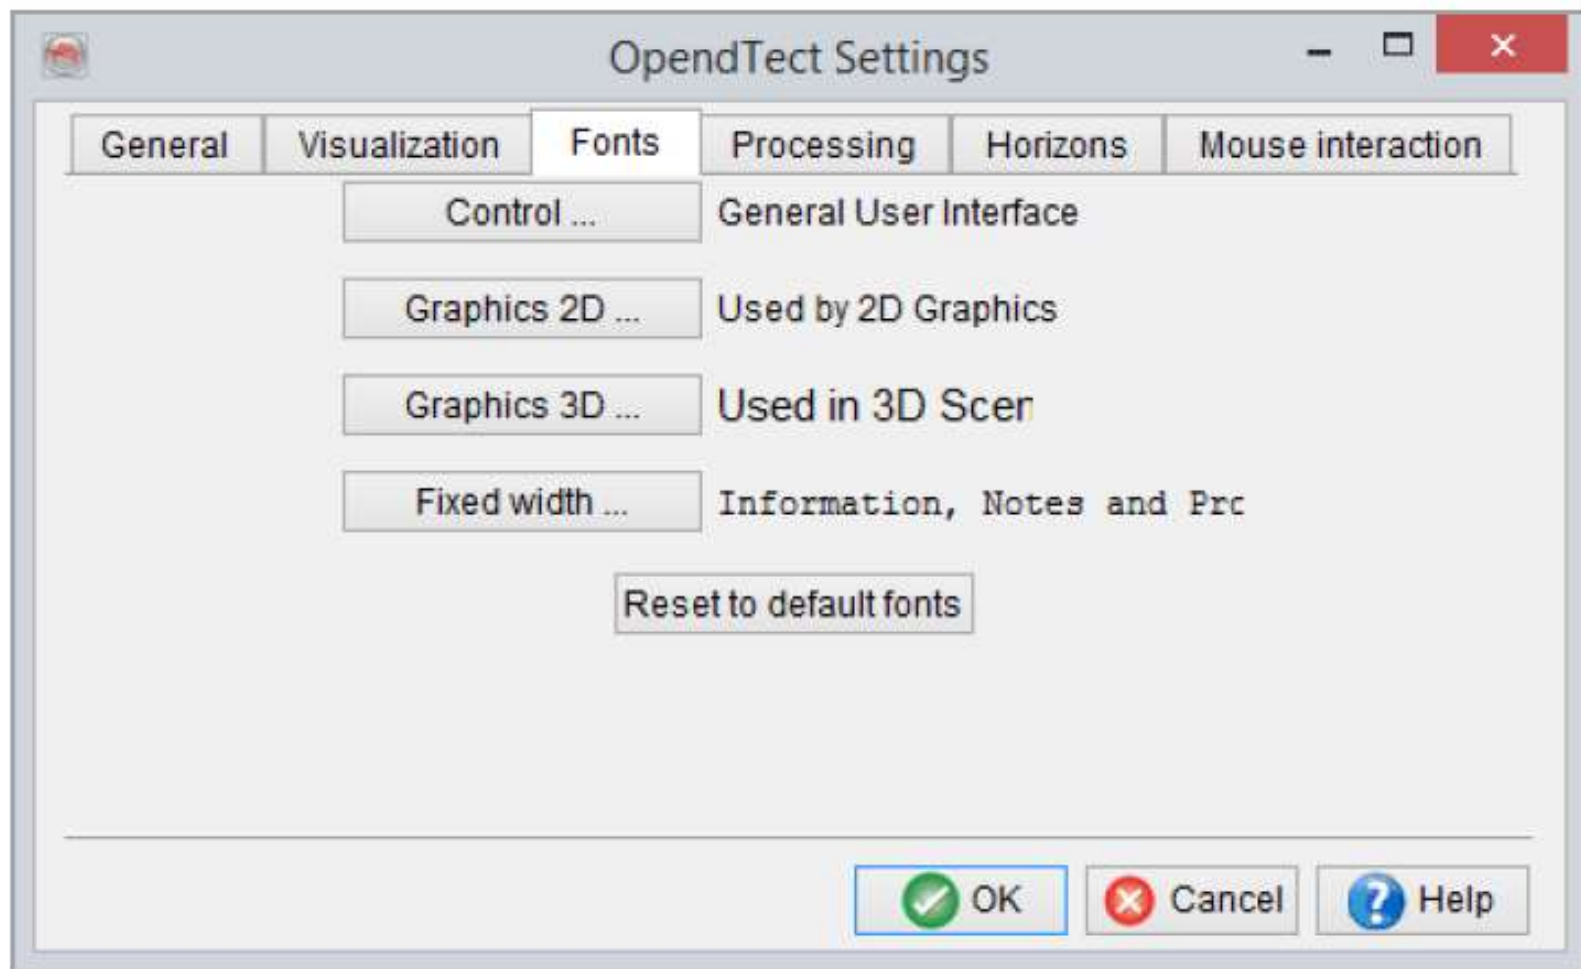 OpendTect Settings
General Visualization Fonts Processing Horizons Mouse interaction
Control ... General User Interface
Graphics 2D ... Used by 2D Graphics
Graphics 3D ... Used in 3D Scen
Fixed width ... Information, Notes and Prc
Reset to default fonts
OK Cancel Help